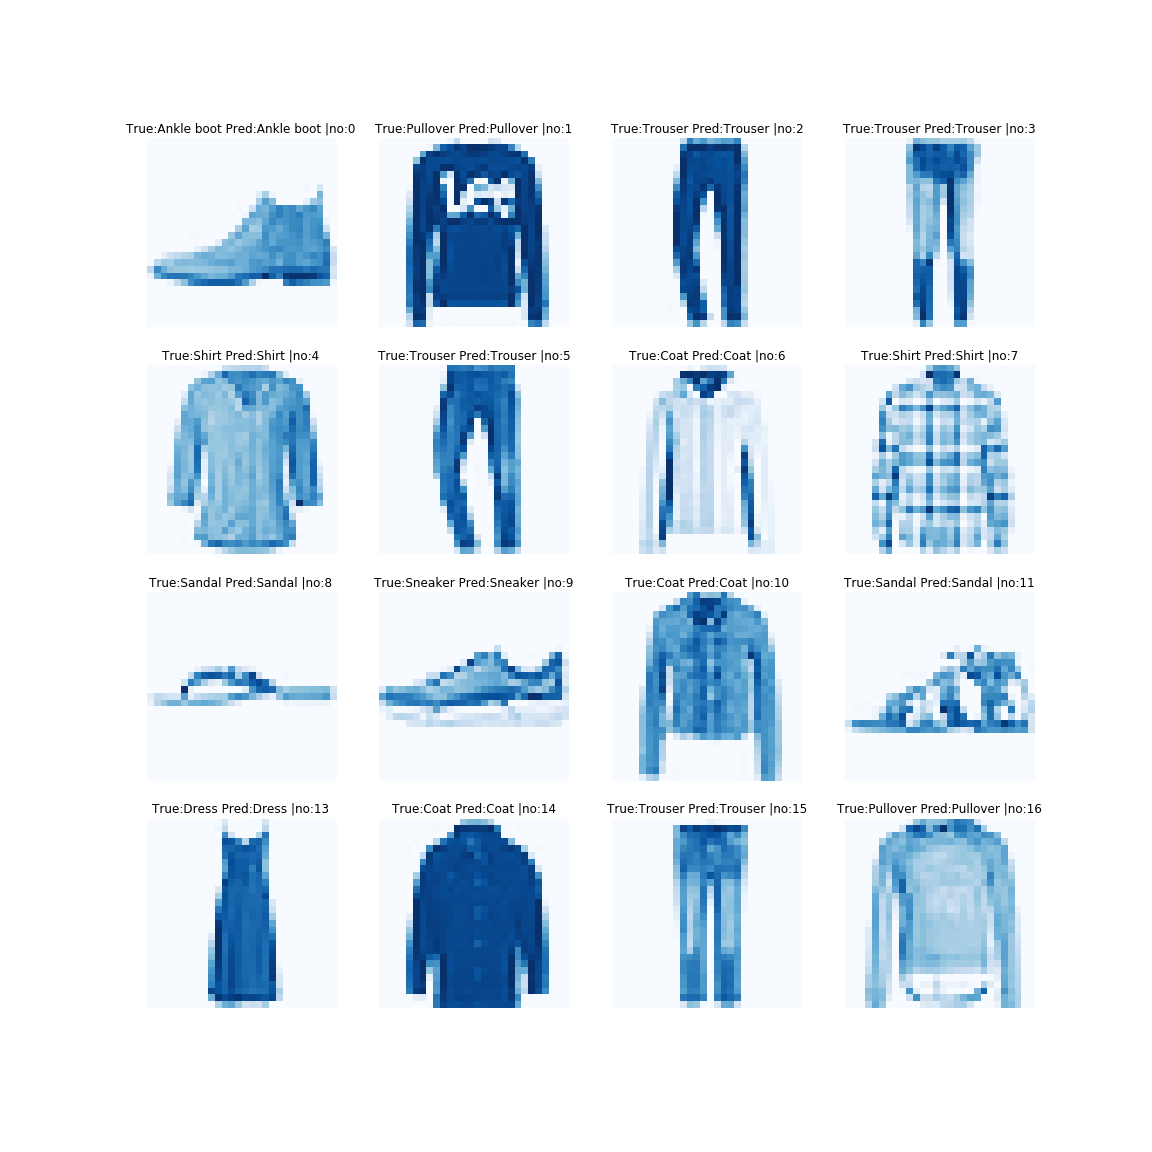 True:Ankle boot Pred:Ankle boot |no:0
True:Pullover Pred:Pullover |no:1
True:Trouser Pred:Trouser |no:2
True:Trouser Pred:Trouser |no:3
True:Shirt Pred:Shirt |no:4
True:Trouser Pred:Trouser |no:5
True:Coat Pred:Coat |no:6
True:Shirt Pred:Shirt |no:7
True:Sandal Pred:Sandal |no:8
True:Sneaker Pred:Sneaker |no:9
True:Coat Pred:Coat |no:10
True:Sandal Pred:Sandal |no:11
True:Dress Pred:Dress |no:13
True:Coat Pred:Coat |no:14
True:Trouser Pred:Trouser |no:15
True:Pullover Pred:Pullover |no:16